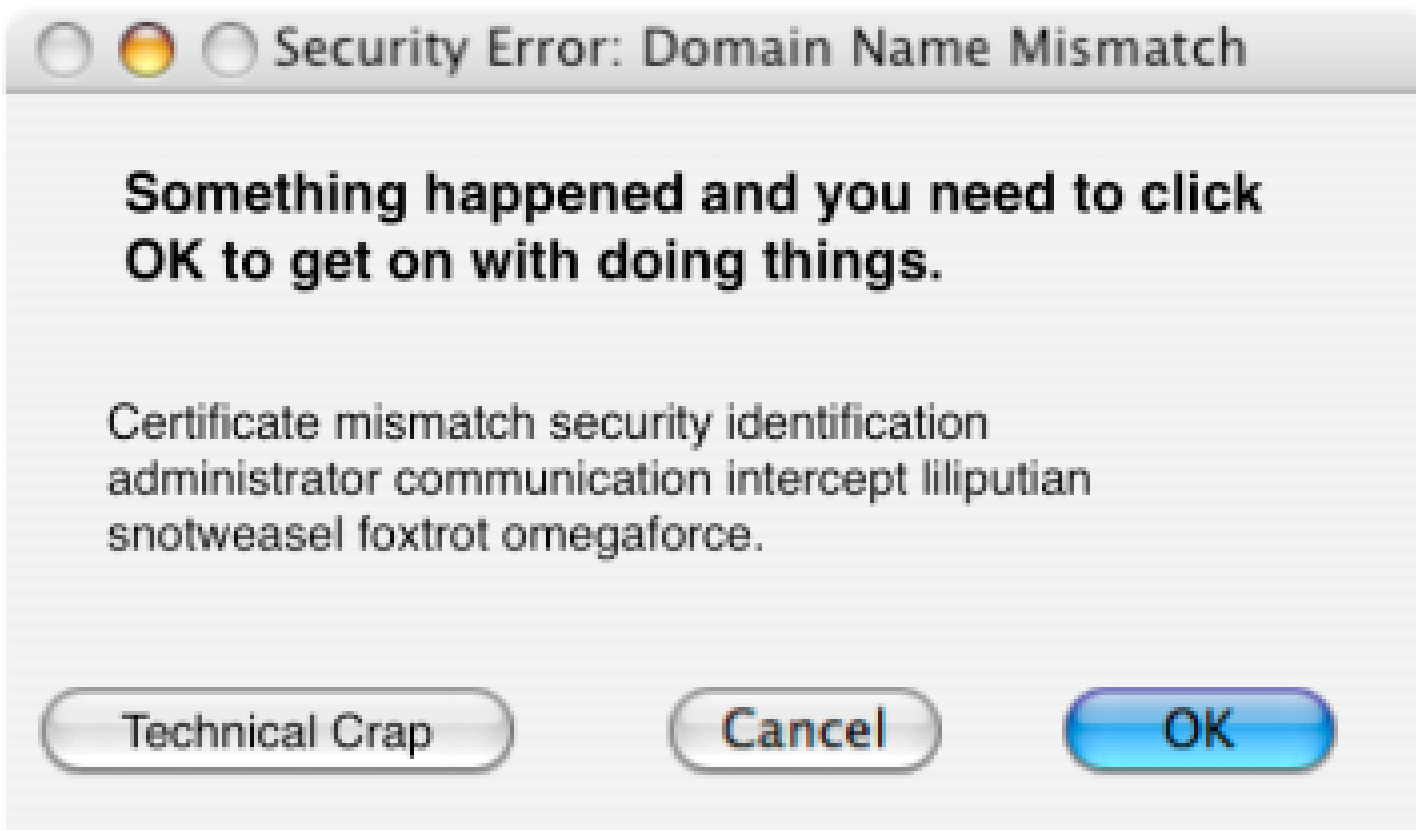 Security Error: Domain Name Mismatch
Something happened and you need to click
OK to get on with doing things.
Certificate mismatch security identification
administrator communication intercept liliputian
snotweasel foxtrot omegaforce.
Technical Crap Cancel OK